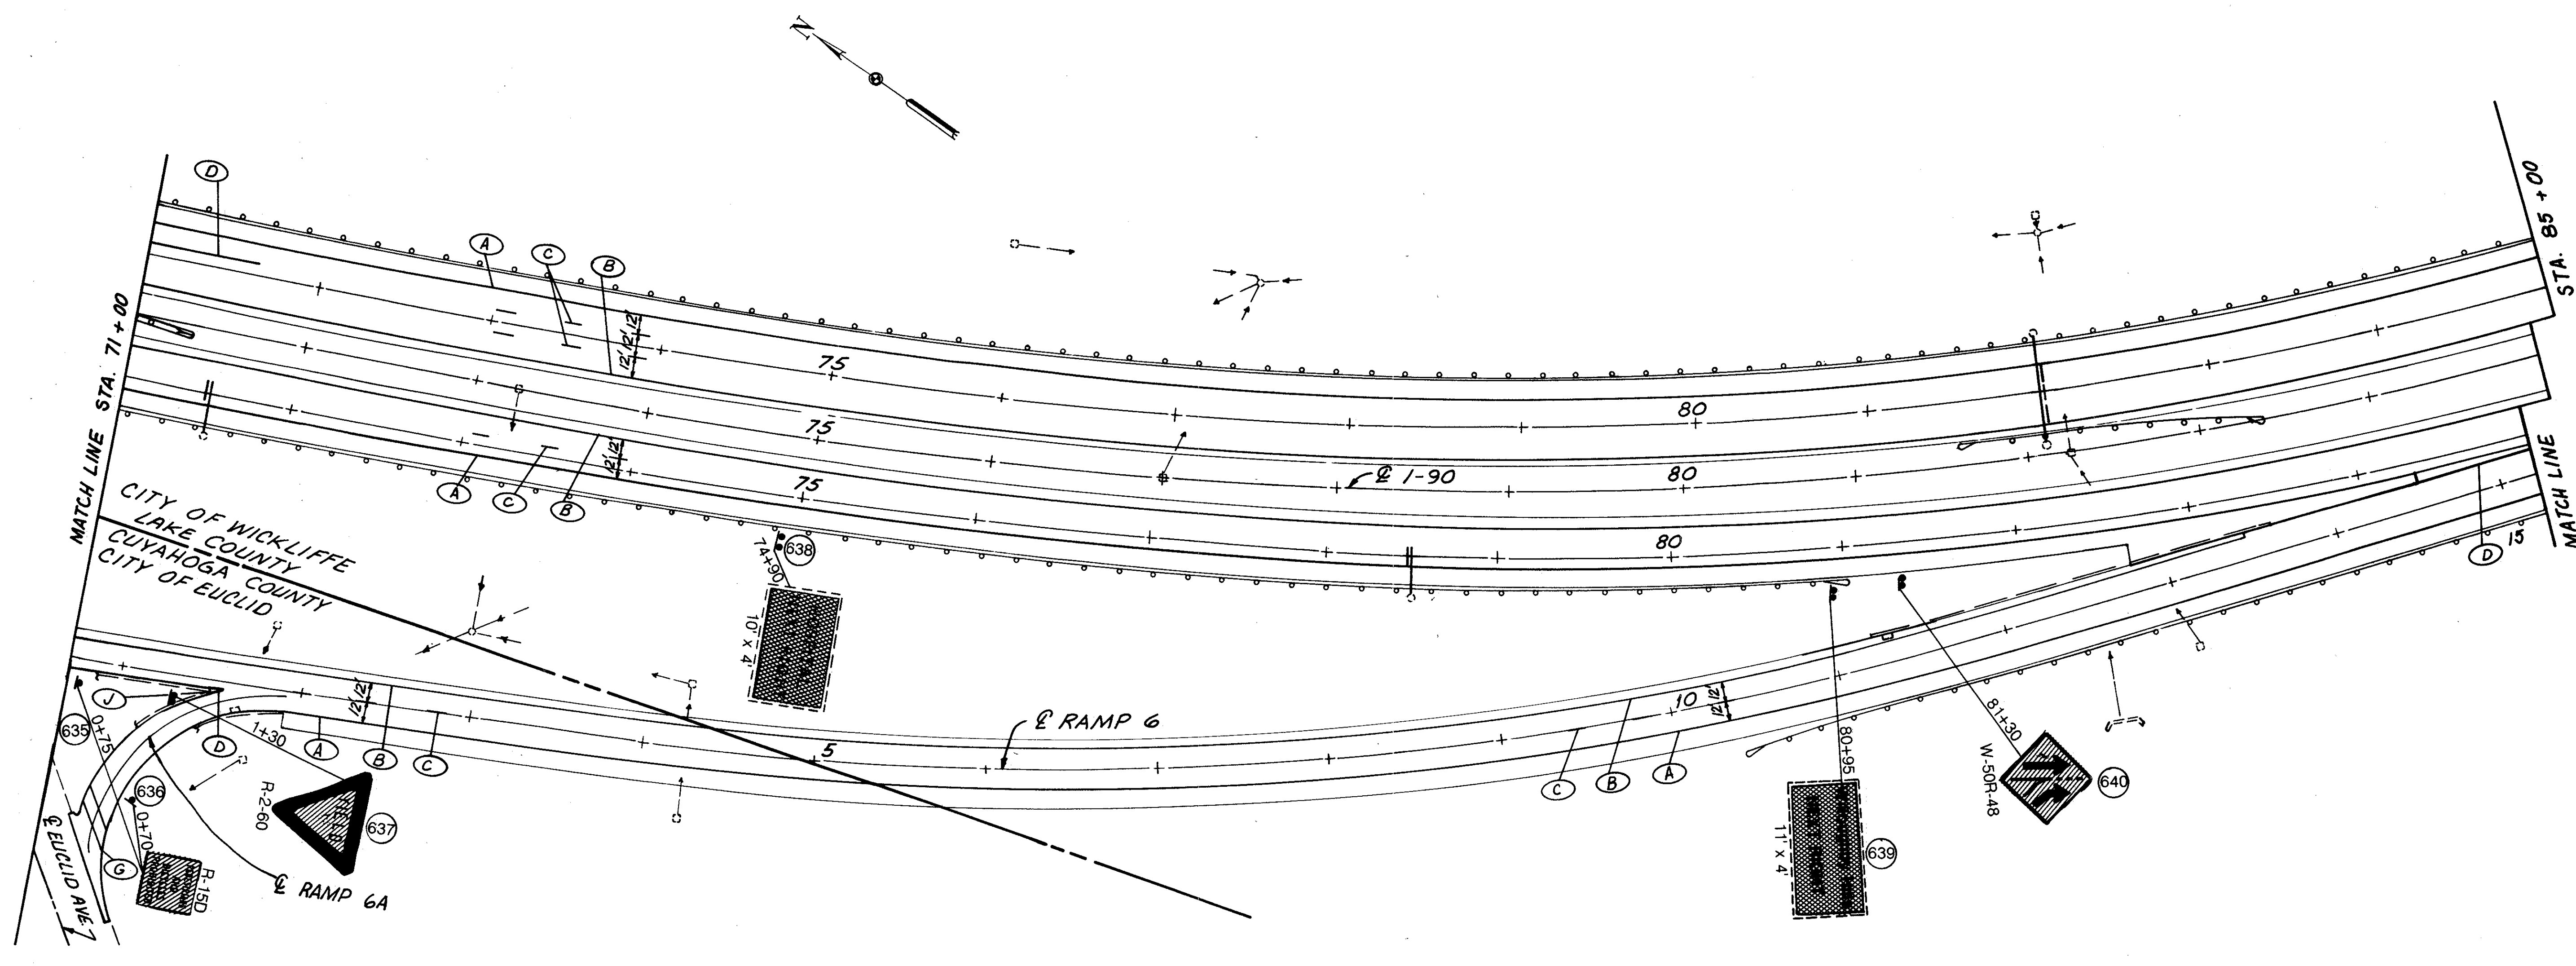 N
D
A
C
B
MATCH LINE STA. 71 + 00
STA. 85 + 00
MATCH LINE
12' 12' 12'
75
80
75
80
℄ I-90
12' 12'
75
80
A
C
B
CITY OF WICKLIFFE
LAKE COUNTY
CUYAHOGA COUNTY
CITY OF EUCLID
74+90
638
10' x 4'
D
15
J
635
0+75
D
1+30
A
B
C
12' 12'
5
℄ RAMP 6
10
12' 12'
C
B
A
80+95
81+30
W-50R-48
640
639
11' x 4'
636
0+70
R-2-60
YIELD
637
G
R-15D
℄ RAMP 6A
℄ EUCLID AVE.